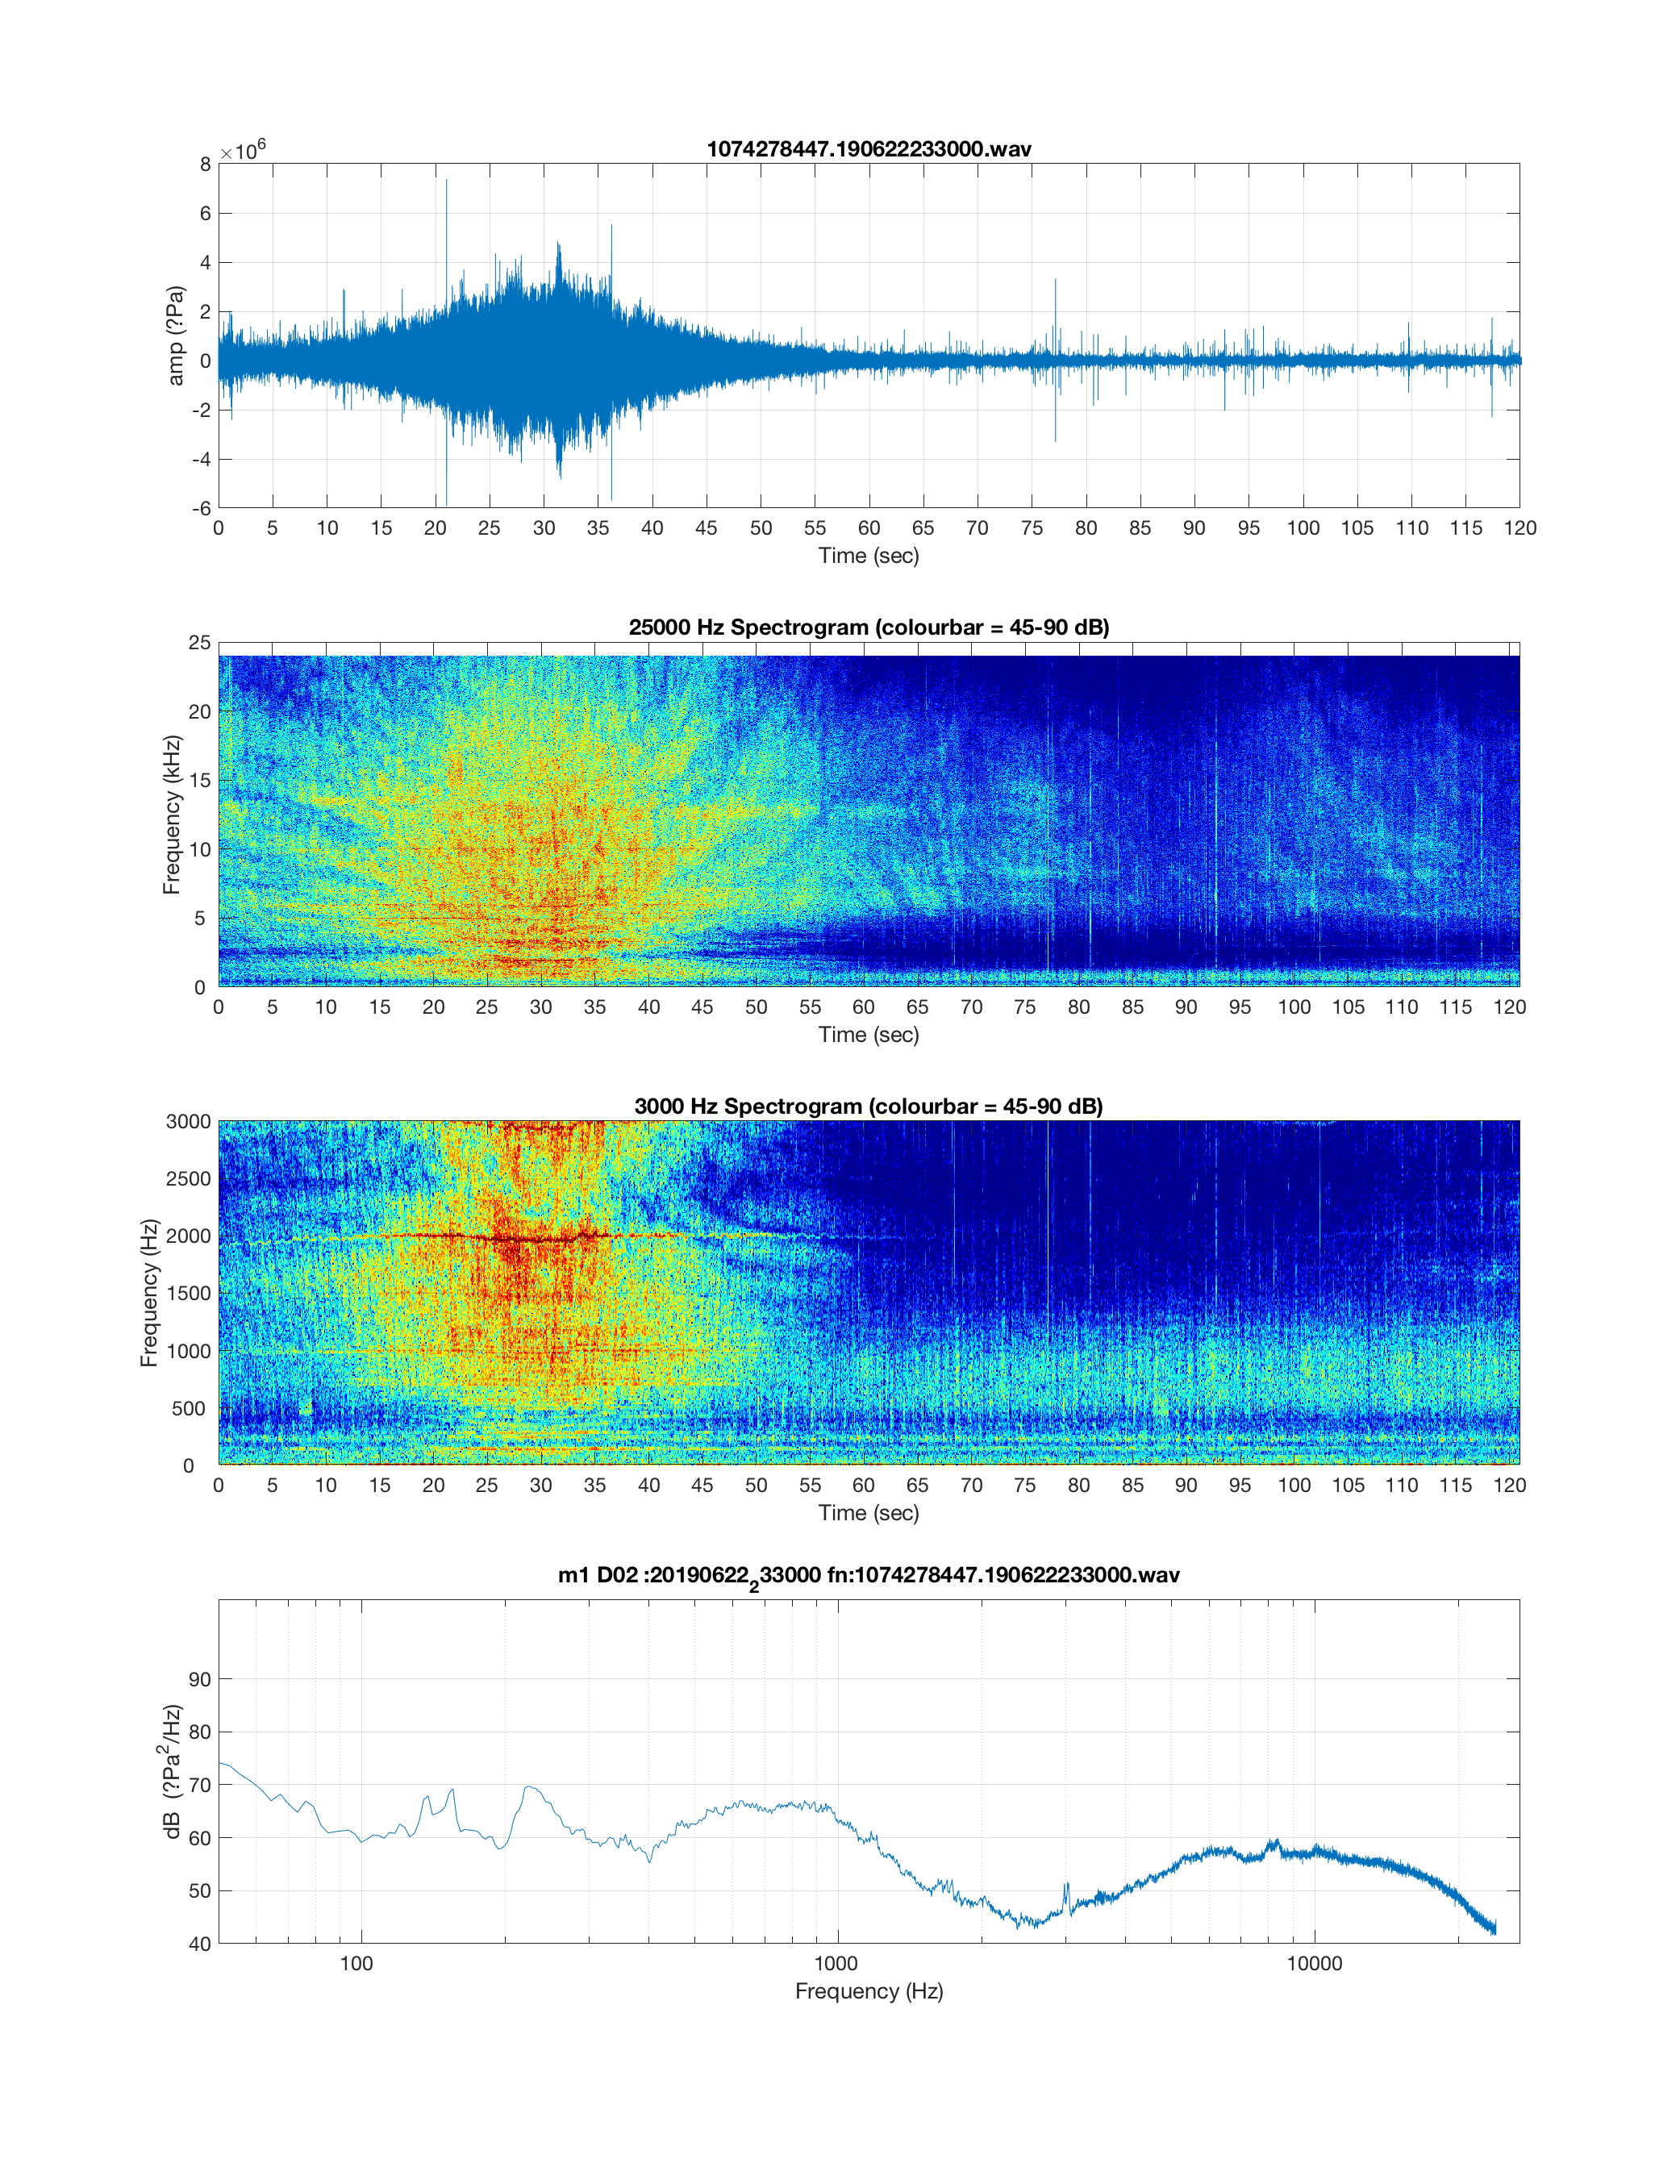 1074278447.190622233000.wav
×10⁶
8
6
4
2
0
-2
-4
-6
amp (?Pa)
0 5 10 15 20 25 30 35 40 45 50 55 60 65 70 75 80 85 90 95 100 105 110 115 120
Time (sec)
25000 Hz Spectrogram (colourbar = 45-90 dB)
25
20
15
10
5
0
Frequency (kHz)
0 5 10 15 20 25 30 35 40 45 50 55 60 65 70 75 80 85 90 95 100 105 110 115 120
Time (sec)
3000 Hz Spectrogram (colourbar = 45-90 dB)
3000
2500
2000
1500
1000
500
0
Frequency (Hz)
0 5 10 15 20 25 30 35 40 45 50 55 60 65 70 75 80 85 90 95 100 105 110 115 120
Time (sec)
m1 D02 :20190622₂33000 fn:1074278447.190622233000.wav
90
80
70
60
50
40
dB (?Pa²/Hz)
100 1000 10000
Frequency (Hz)